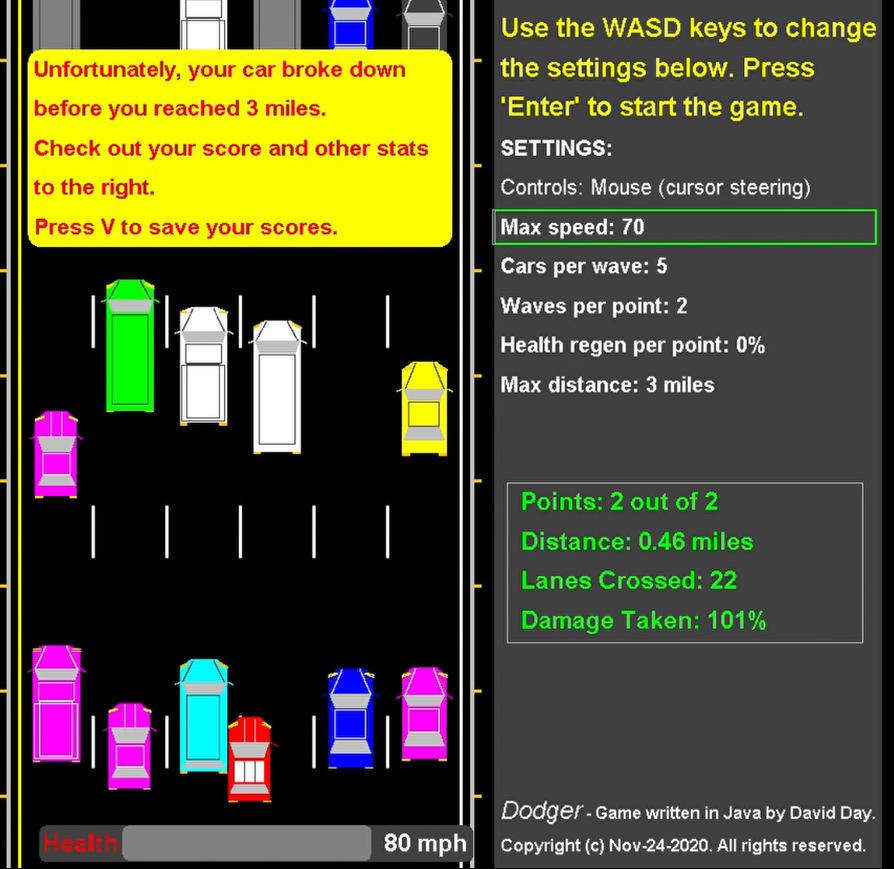 Unfortunately, your car broke down
before you reached 3 miles.
Check out your score and other stats
to the right.
Press V to save your scores.
Health
80 mph
Use the WASD keys to change
the settings below. Press
'Enter' to start the game.
SETTINGS:
Controls: Mouse (cursor steering)
Max speed: 70
Cars per wave: 5
Waves per point: 2
Health regen per point: 0%
Max distance: 3 miles
Points: 2 out of 2
Distance: 0.46 miles
Lanes Crossed: 22
Damage Taken: 101%
Dodger - Game written in Java by David Day.
Copyright (c) Nov-24-2020. All rights reserved.